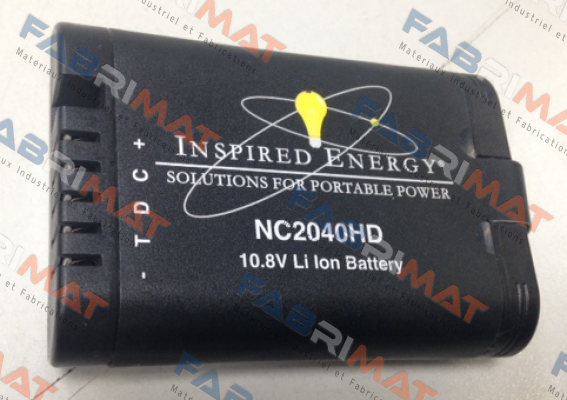 INSPIRED ENERGY®
SOLUTIONS FOR PORTABLE POWER
NC2040HD
10.8V Li Ion Battery
- T D C +
FABRIMAT
Materiaux Industriel et Fabrications